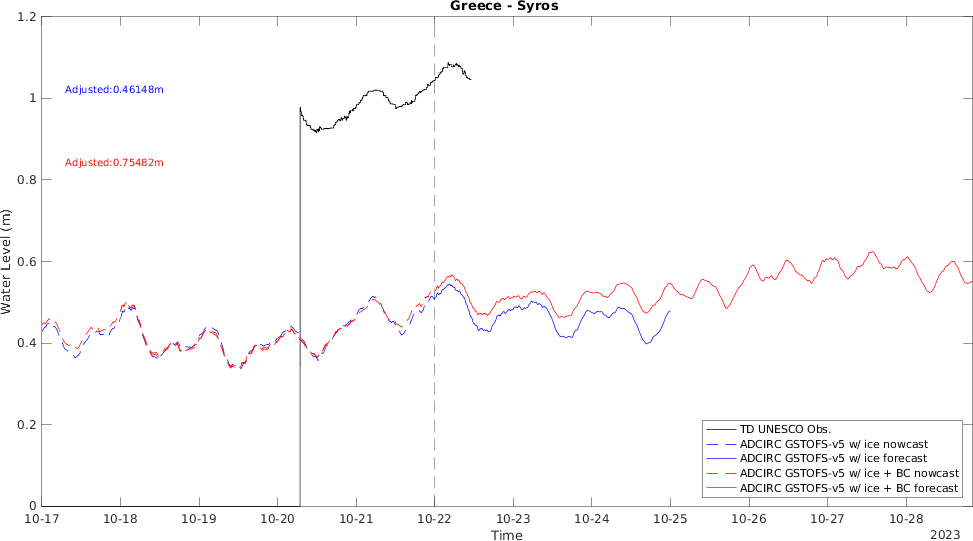 Greece - Syros
1.2
1
0.8
0.6
0.4
0.2
0
Water Level (m)
Adjusted:0.46148m
Adjusted:0.75482m
TD UNESCO Obs.
ADCIRC GSTOFS-v5 w/ ice nowcast
ADCIRC GSTOFS-v5 w/ ice forecast
ADCIRC GSTOFS-v5 w/ ice + BC nowcast
ADCIRC GSTOFS-v5 w/ ice + BC forecast
10-17 10-18 10-19 10-20 10-21 10-22 10-23 10-24 10-25 10-26 10-27 10-28
Time
2023